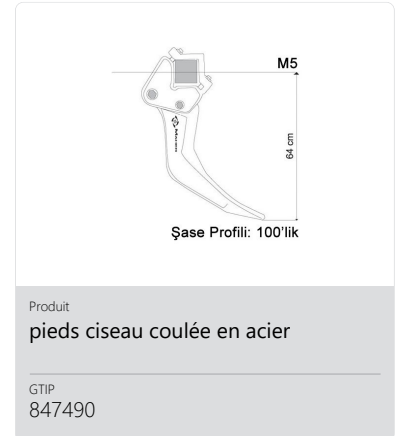 M5
64 cm
Şase Profili: 100'lik
Produit
pieds ciseau coulée en acier
GTIP
847490